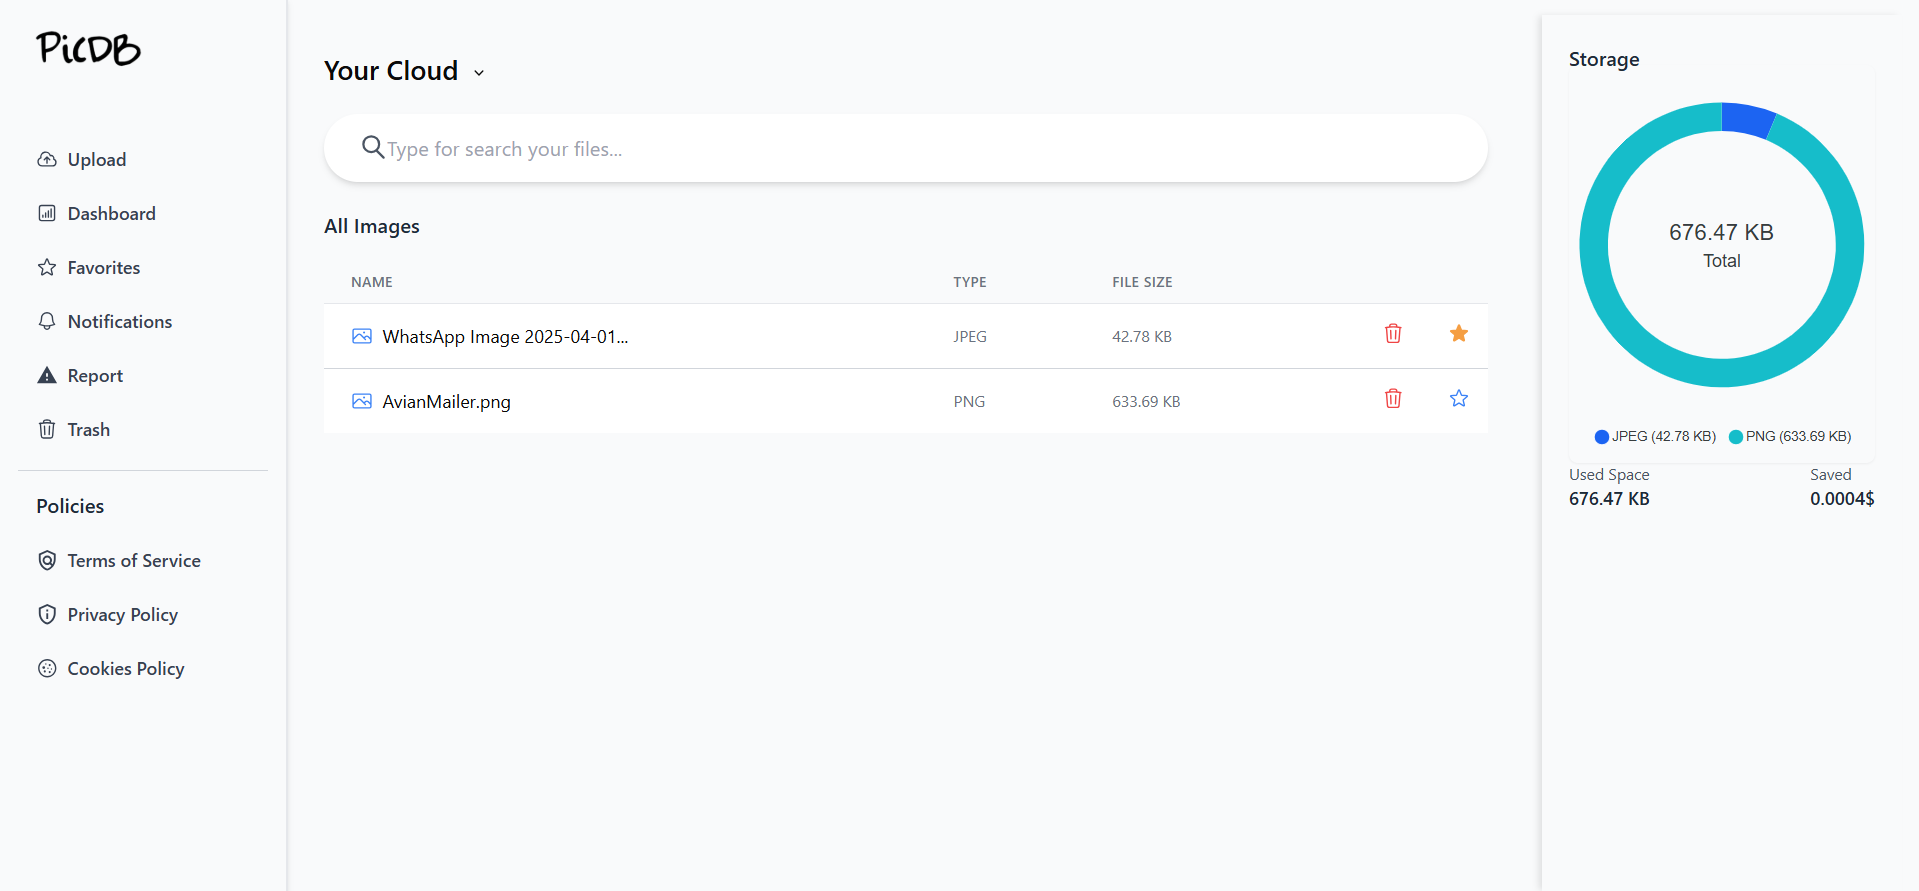 PicDB
Upload
Dashboard
Favorites
Notifications
Report
Trash
Policies
Terms of Service
Privacy Policy
Cookies Policy
Your Cloud
Type for search your files...
All Images
NAME TYPE FILE SIZE
WhatsApp Image 2025-04-01... JPEG 42.78 KB
AvianMailer.png PNG 633.69 KB
Storage
676.47 KB
Total
JPEG (42.78 KB) PNG (633.69 KB)
Used Space Saved
676.47 KB 0.0004$